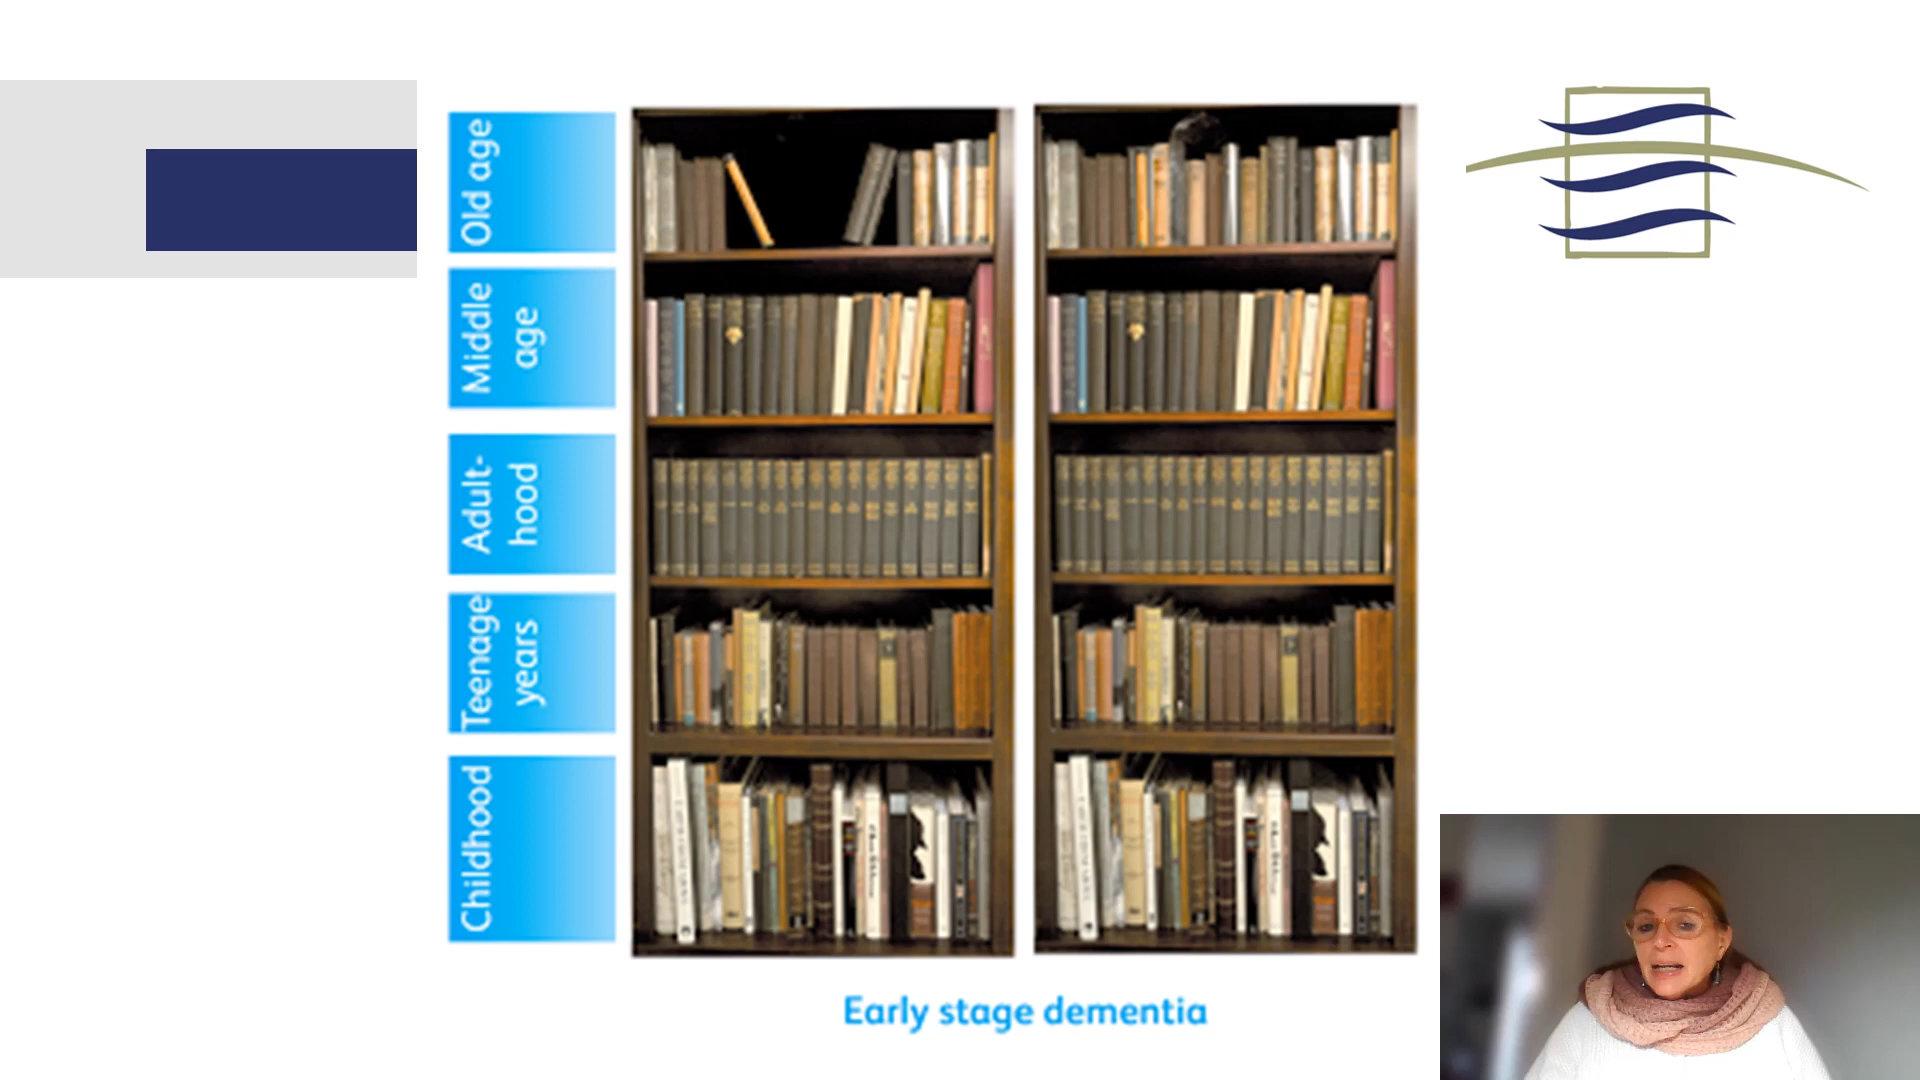 Old age
Middle
age
Adult-
hood
Teenage
years
Childhood
Early stage dementia